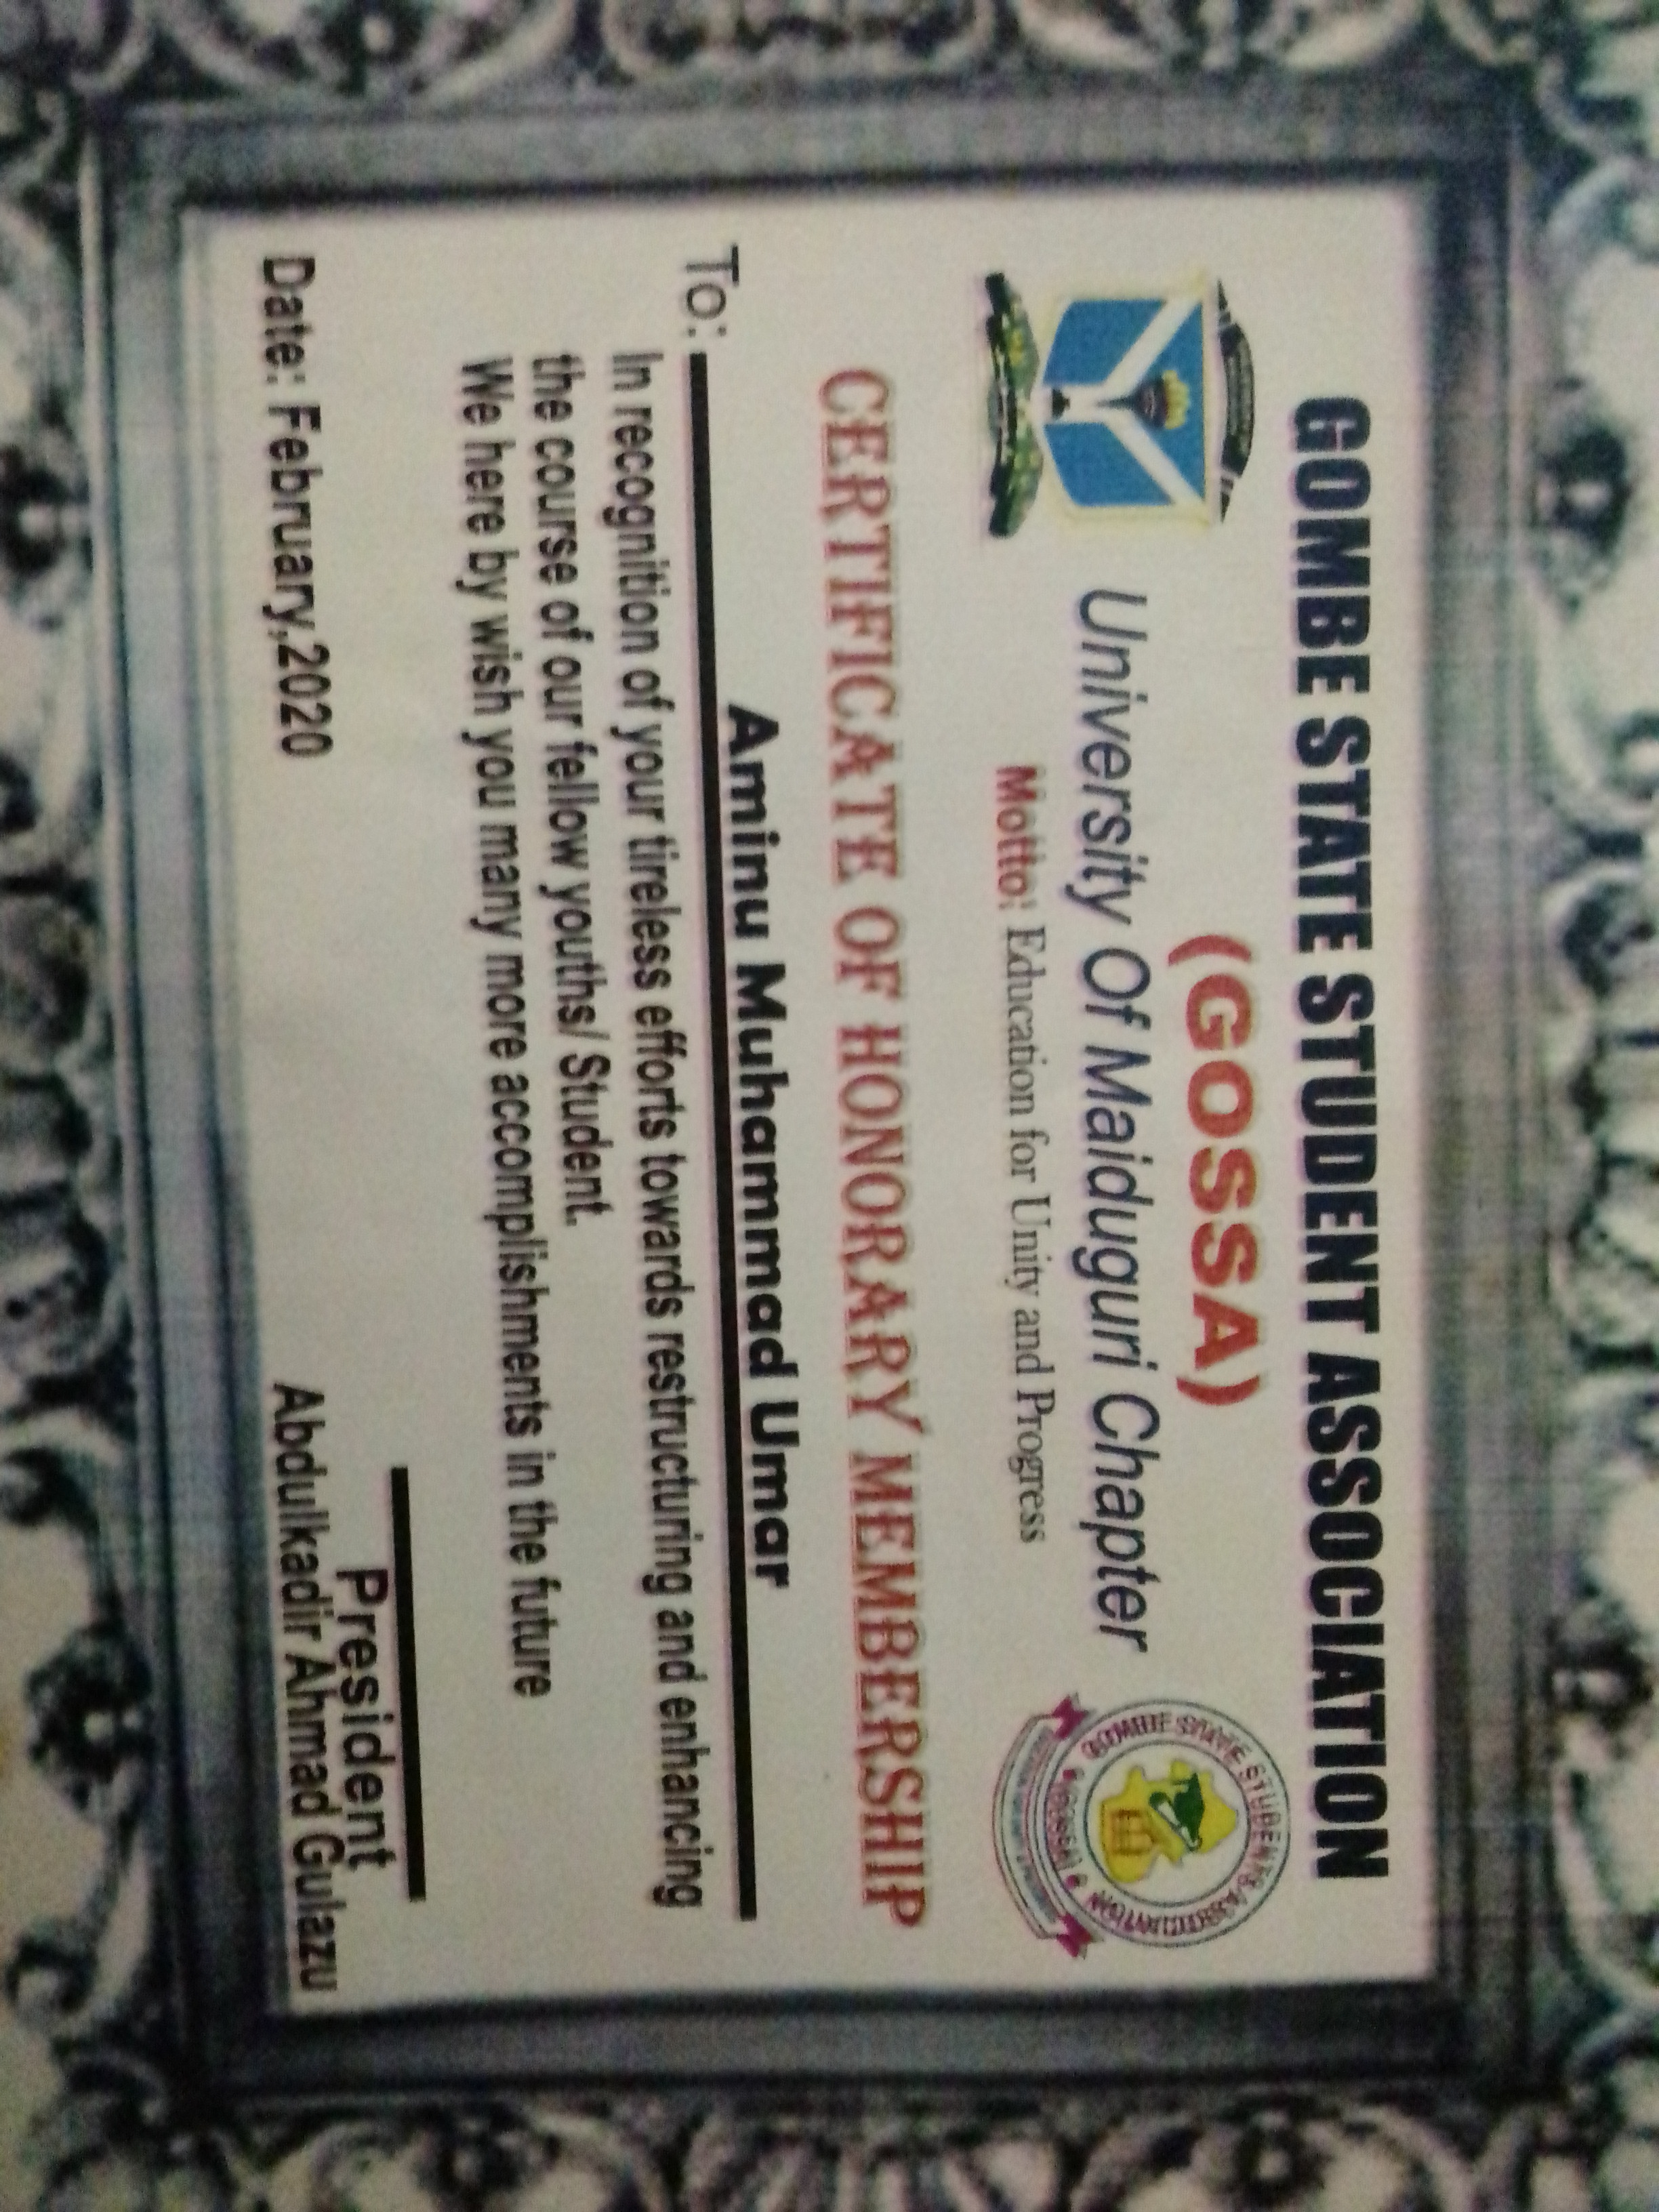 GOMBE STATE STUDENT ASSOCIATION
(GOSSA)
University Of Maiduguri Chapter
Motto: Education for Unity and Progress
GOMBE STATE STUDENTS ASSOCIATION
(GOSSA)
CERTIFICATE OF HONORARY MEMBERSHIP
To: Aminu Muhammad Umar
In recognition of your tireless efforts towards restructuring and enhancing
the course of our fellow youths/ Student.
We here by wish you many more accomplishments in the future
President
Date: February,2020
Abdulkadir Ahmad Gulazu